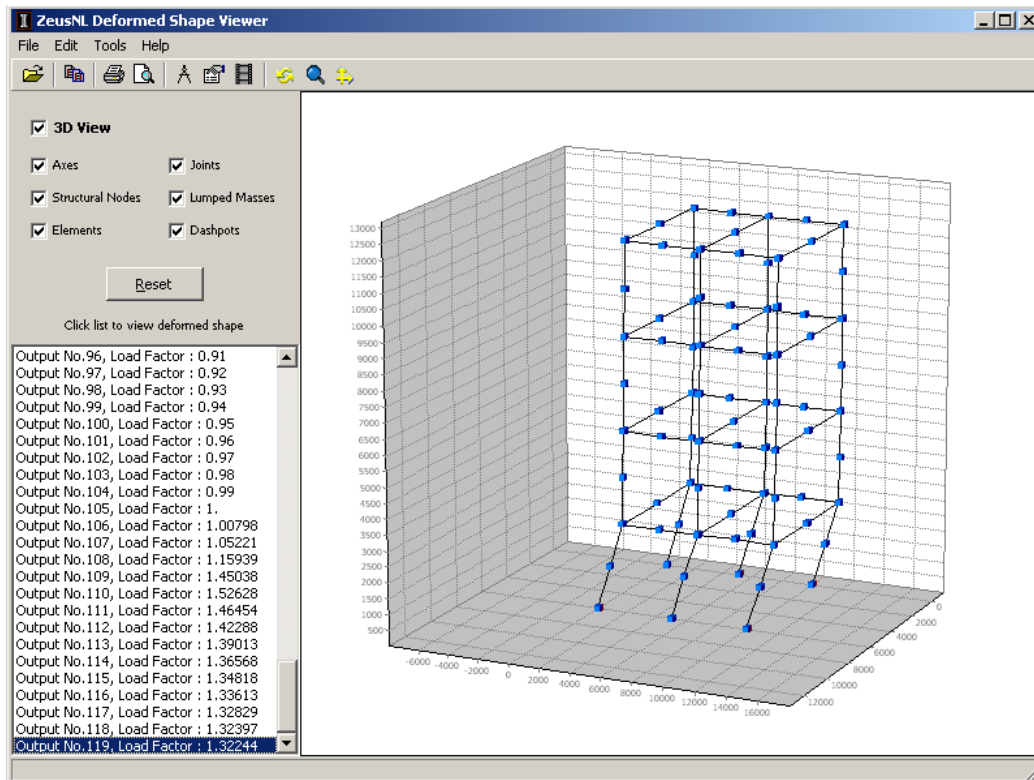 ZeusNL Deformed Shape Viewer
File Edit Tools Help
3D View
Axes Joints
Structural Nodes Lumped Masses
Elements Dashpots
Reset
Click list to view deformed shape
Output No.96, Load Factor : 0.91
Output No.97, Load Factor : 0.92
Output No.98, Load Factor : 0.93
Output No.99, Load Factor : 0.94
Output No.100, Load Factor : 0.95
Output No.101, Load Factor : 0.96
Output No.102, Load Factor : 0.97
Output No.103, Load Factor : 0.98
Output No.104, Load Factor : 0.99
Output No.105, Load Factor : 1.
Output No.106, Load Factor : 1.00798
Output No.107, Load Factor : 1.05221
Output No.108, Load Factor : 1.15939
Output No.109, Load Factor : 1.45038
Output No.110, Load Factor : 1.52628
Output No.111, Load Factor : 1.46454
Output No.112, Load Factor : 1.42288
Output No.113, Load Factor : 1.39013
Output No.114, Load Factor : 1.36568
Output No.115, Load Factor : 1.34818
Output No.116, Load Factor : 1.33613
Output No.117, Load Factor : 1.32829
Output No.118, Load Factor : 1.32397
Output No.119, Load Factor : 1.32244
13000
12500
12000
11500
11000
10500
10000
9500
9000
8500
8000
7500
7000
6500
6000
5500
5000
4500
4000
3500
3000
2500
2000
1500
1000
500
-6000 -4000 -2000 0 2000 4000 6000 8000 10000 12000 14000 16000
0
2000
4000
6000
8000
10000
12000